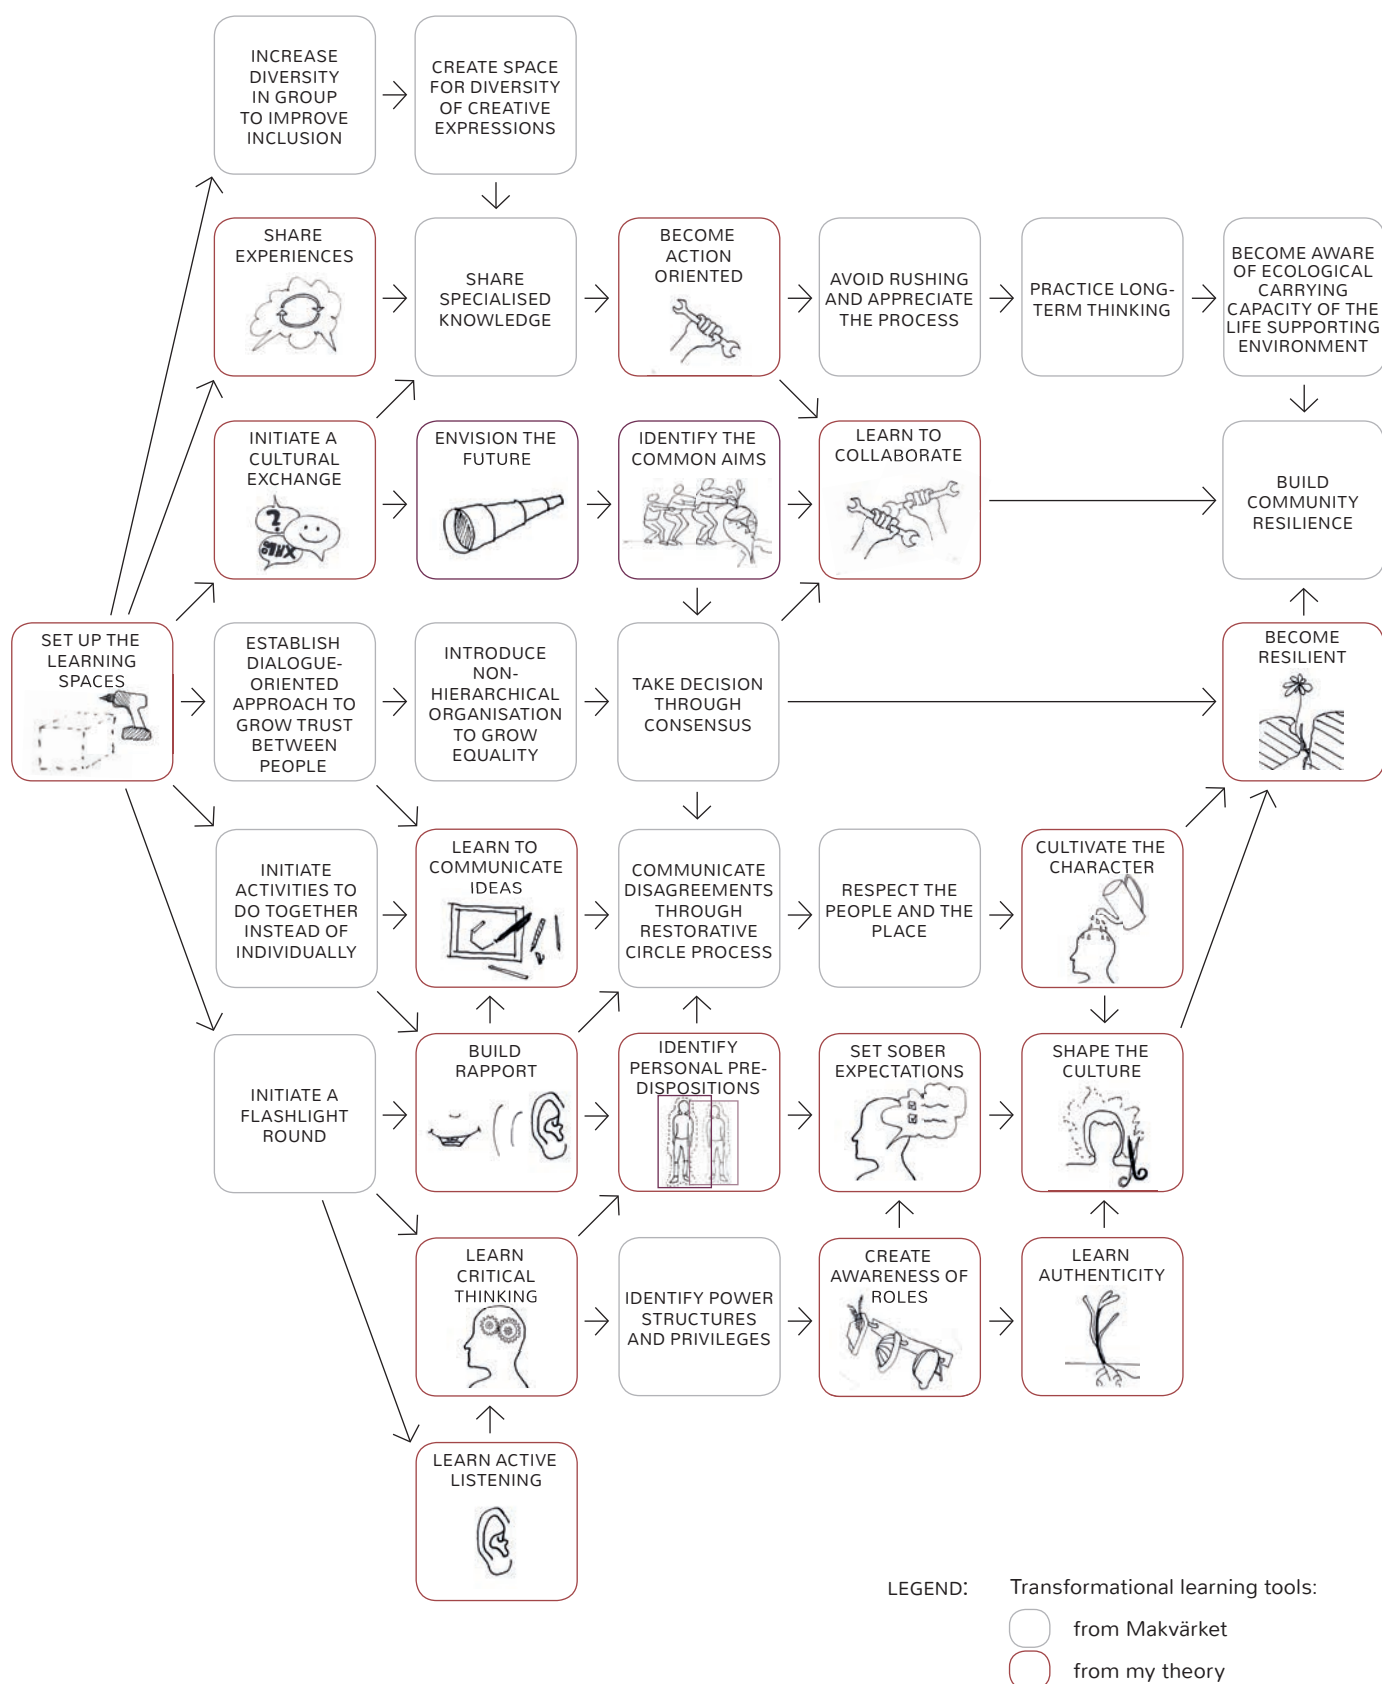 INCREASE
DIVERSITY
IN GROUP
TO IMPROVE
INCLUSION
CREATE SPACE
FOR DIVERSITY
OF CREATIVE
EXPRESSIONS
SHARE
EXPERIENCES
SHARE
SPECIALISED
KNOWLEDGE
BECOME
ACTION
ORIENTED
AVOID RUSHING
AND APPRECIATE
THE PROCESS
PRACTICE LONG-
TERM THINKING
BECOME AWARE
OF ECOLOGICAL
CARRYING
CAPACITY OF THE
LIFE SUPPORTING
ENVIRONMENT
INITIATE A
CULTURAL
EXCHANGE
?
ENVISION THE
FUTURE
IDENTIFY THE
COMMON AIMS
LEARN TO
COLLABORATE
BUILD
COMMUNITY
RESILIENCE
SET UP THE
LEARNING
SPACES
ESTABLISH
DIALOGUE-
ORIENTED
APPROACH TO
GROW TRUST
BETWEEN
PEOPLE
INTRODUCE
NON-
HIERARCHICAL
ORGANISATION
TO GROW
EQUALITY
TAKE DECISION
THROUGH
CONSENSUS
BECOME
RESILIENT
INITIATE
ACTIVITIES TO
DO TOGETHER
INSTEAD OF
INDIVIDUALLY
LEARN TO
COMMUNICATE
IDEAS
COMMUNICATE
DISAGREEMENTS
THROUGH
RESTORATIVE
CIRCLE PROCESS
RESPECT THE
PEOPLE AND THE
PLACE
CULTIVATE THE
CHARACTER
INITIATE A
FLASHLIGHT
ROUND
BUILD
RAPPORT
IDENTIFY
PERSONAL PRE-
DISPOSITIONS
SET SOBER
EXPECTATIONS
SHAPE THE
CULTURE
LEARN
CRITICAL
THINKING
IDENTIFY POWER
STRUCTURES
AND PRIVILEGES
CREATE
AWARENESS OF
ROLES
LEARN
AUTHENTICITY
LEARN ACTIVE
LISTENING
LEGEND:
Transformational learning tools:
from Makvärket
from my theory